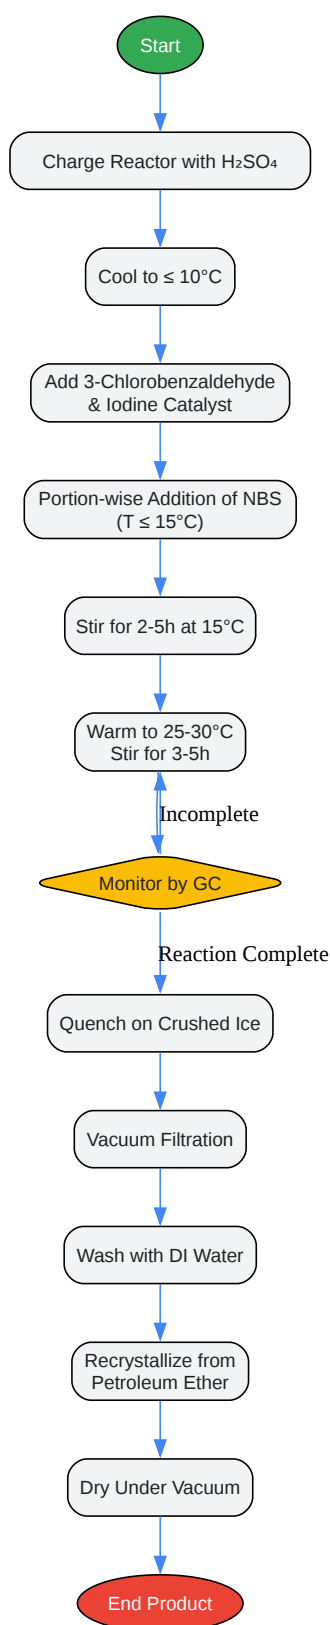 Start
Charge Reactor with H₂SO₄
Cool to ≤ 10°C
Add 3-Chlorobenzaldehyde
& Iodine Catalyst
Portion-wise Addition of NBS
(T ≤ 15°C)
Stir for 2-5h at 15°C
Warm to 25-30°C
Stir for 3-5h
Incomplete
Monitor by GC
Reaction Complete
Quench on Crushed Ice
Vacuum Filtration
Wash with DI Water
Recrystallize from
Petroleum Ether
Dry Under Vacuum
End Product